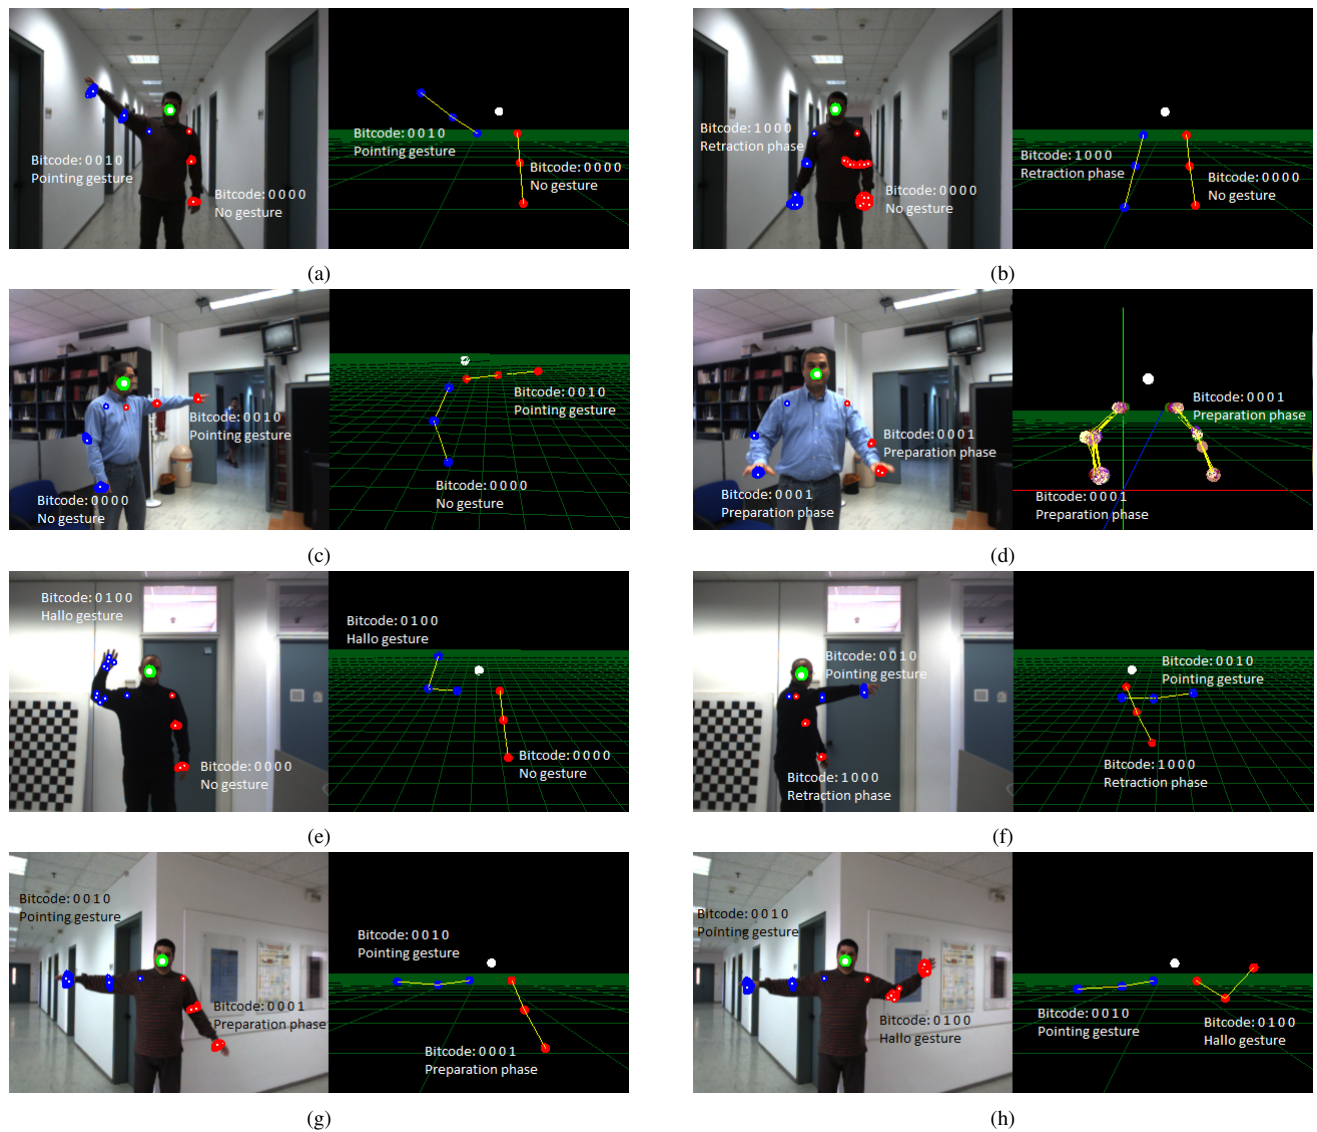 Bitcode: 0 0 1 0
Pointing gesture
Bitcode: 0 0 0 0
No gesture
Bitcode: 0 0 1 0
Pointing gesture
Bitcode: 0 0 0 0
No gesture
(a)
Bitcode: 1 0 0 0
Retraction phase
Bitcode: 0 0 0 0
No gesture
Bitcode: 1 0 0 0
Retraction phase
Bitcode: 0 0 0 0
No gesture
(b)
Bitcode: 0 0 1 0
Pointing gesture
Bitcode: 0 0 0 0
No gesture
Bitcode: 0 0 1 0
Pointing gesture
Bitcode: 0 0 0 0
No gesture
(c)
Bitcode: 0 0 0 1
Preparation phase
Bitcode: 0 0 0 1
Preparation phase
Bitcode: 0 0 0 1
Preparation phase
Bitcode: 0 0 0 1
Preparation phase
(d)
Bitcode: 0 1 0 0
Hallo gesture
Bitcode: 0 0 0 0
No gesture
Bitcode: 0 1 0 0
Hallo gesture
Bitcode: 0 0 0 0
No gesture
(e)
Bitcode: 0 0 1 0
Pointing gesture
Bitcode: 1 0 0 0
Retraction phase
Bitcode: 0 0 1 0
Pointing gesture
Bitcode: 1 0 0 0
Retraction phase
(f)
Bitcode: 0 0 1 0
Pointing gesture
Bitcode: 0 0 0 1
Preparation phase
Bitcode: 0 0 1 0
Pointing gesture
Bitcode: 0 0 0 1
Preparation phase
(g)
Bitcode: 0 0 1 0
Pointing gesture
Bitcode: 0 1 0 0
Hallo gesture
Bitcode: 0 0 1 0
Pointing gesture
Bitcode: 0 1 0 0
Hallo gesture
(h)